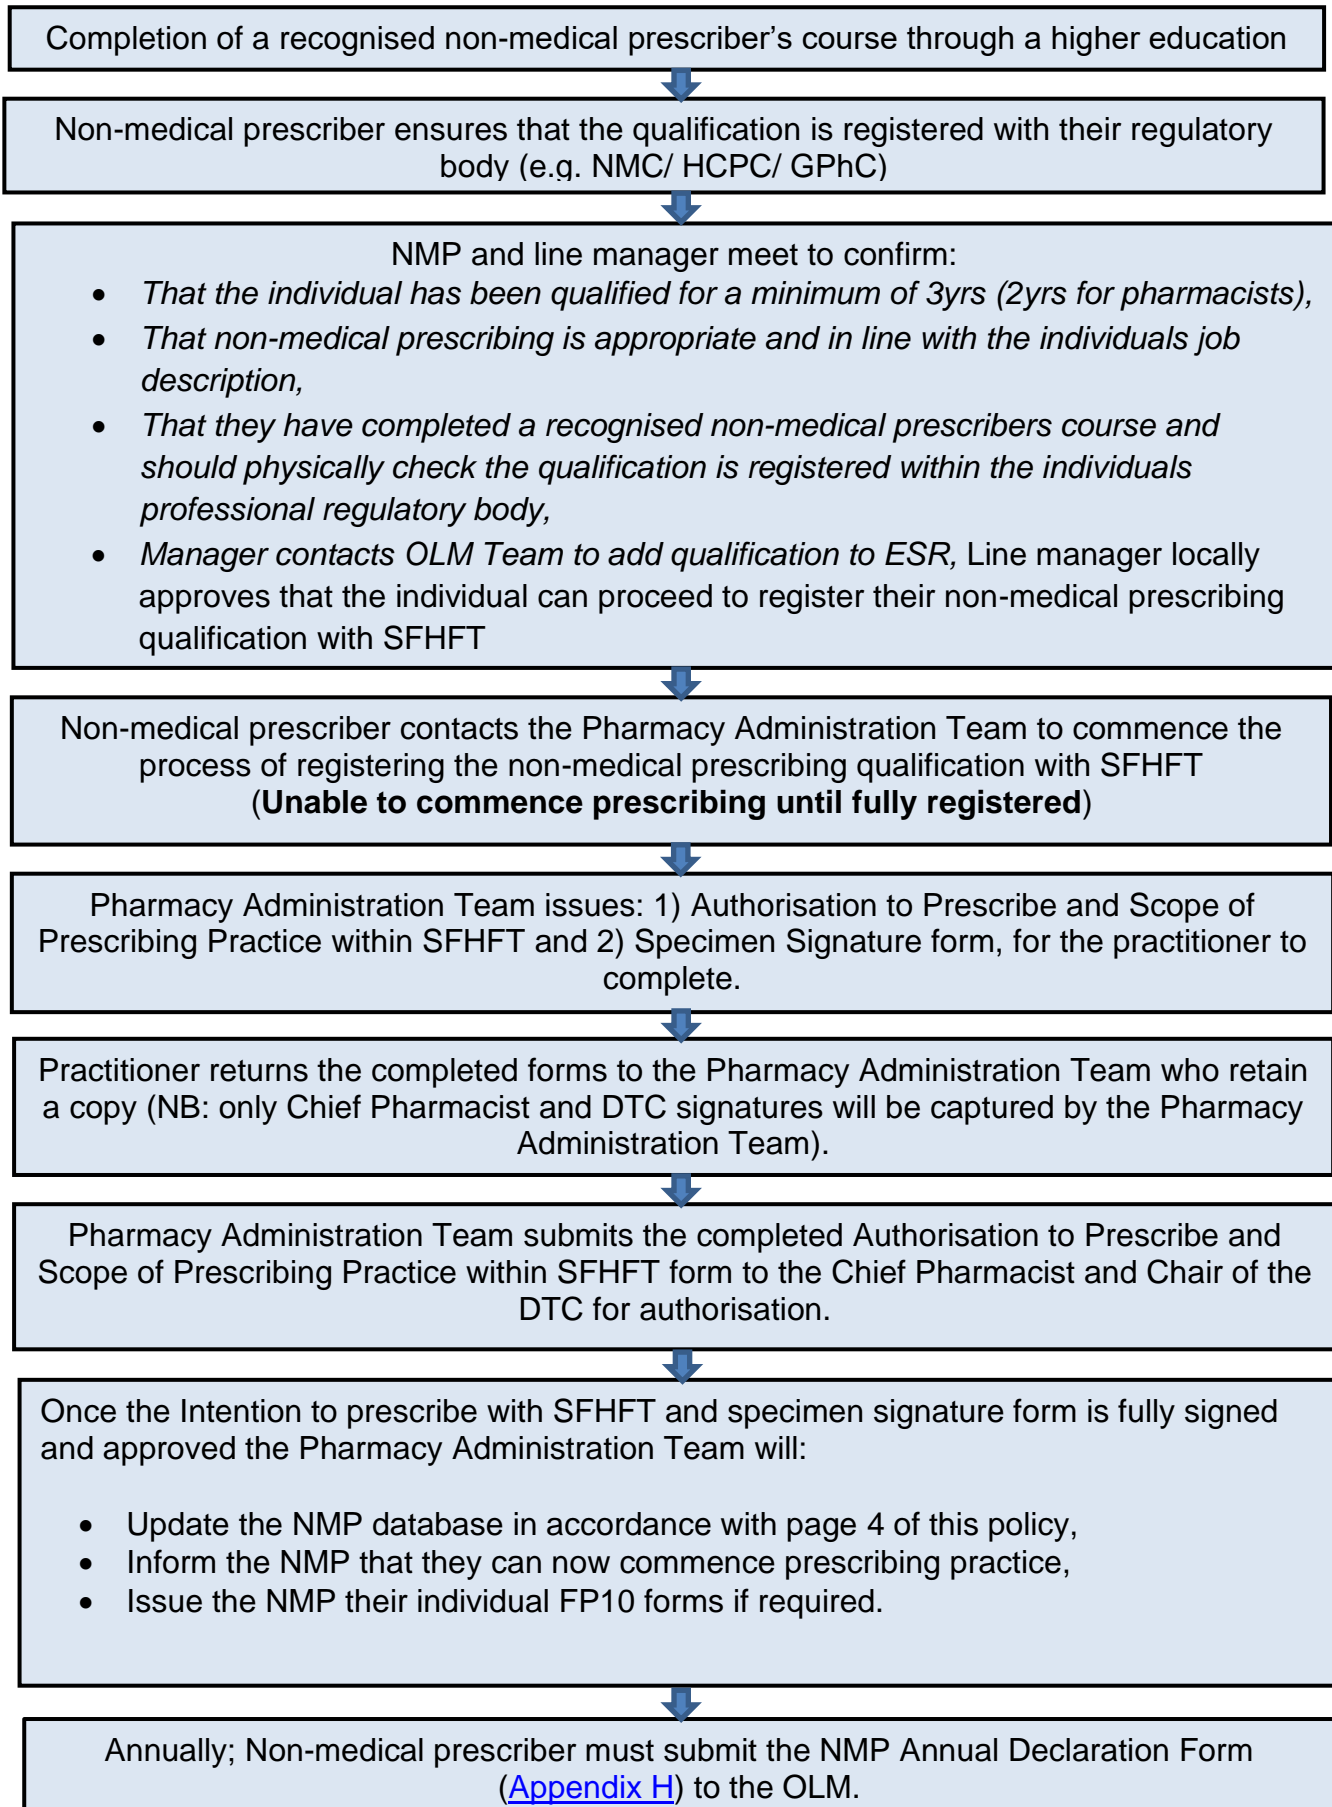 Completion of a recognised non-medical prescriber’s course through a higher education
Non-medical prescriber ensures that the qualification is registered with their regulatory
body (e.g. NMC/ HCPC/ GPhC)
NMP and line manager meet to confirm:
• That the individual has been qualified for a minimum of 3yrs (2yrs for pharmacists),
• That non-medical prescribing is appropriate and in line with the individuals job
description,
• That they have completed a recognised non-medical prescribers course and
should physically check the qualification is registered within the individuals
professional regulatory body,
• Manager contacts OLM Team to add qualification to ESR, Line manager locally
approves that the individual can proceed to register their non-medical prescribing
qualification with SFHFT
Non-medical prescriber contacts the Pharmacy Administration Team to commence the
process of registering the non-medical prescribing qualification with SFHFT
(Unable to commence prescribing until fully registered)
Pharmacy Administration Team issues: 1) Authorisation to Prescribe and Scope of
Prescribing Practice within SFHFT and 2) Specimen Signature form, for the practitioner to
complete.
Practitioner returns the completed forms to the Pharmacy Administration Team who retain
a copy (NB: only Chief Pharmacist and DTC signatures will be captured by the Pharmacy
Administration Team).
Pharmacy Administration Team submits the completed Authorisation to Prescribe and
Scope of Prescribing Practice within SFHFT form to the Chief Pharmacist and Chair of the
DTC for authorisation.
Once the Intention to prescribe with SFHFT and specimen signature form is fully signed
and approved the Pharmacy Administration Team will:
• Update the NMP database in accordance with page 4 of this policy,
• Inform the NMP that they can now commence prescribing practice,
• Issue the NMP their individual FP10 forms if required.
Annually; Non-medical prescriber must submit the NMP Annual Declaration Form
(Appendix H) to the OLM.